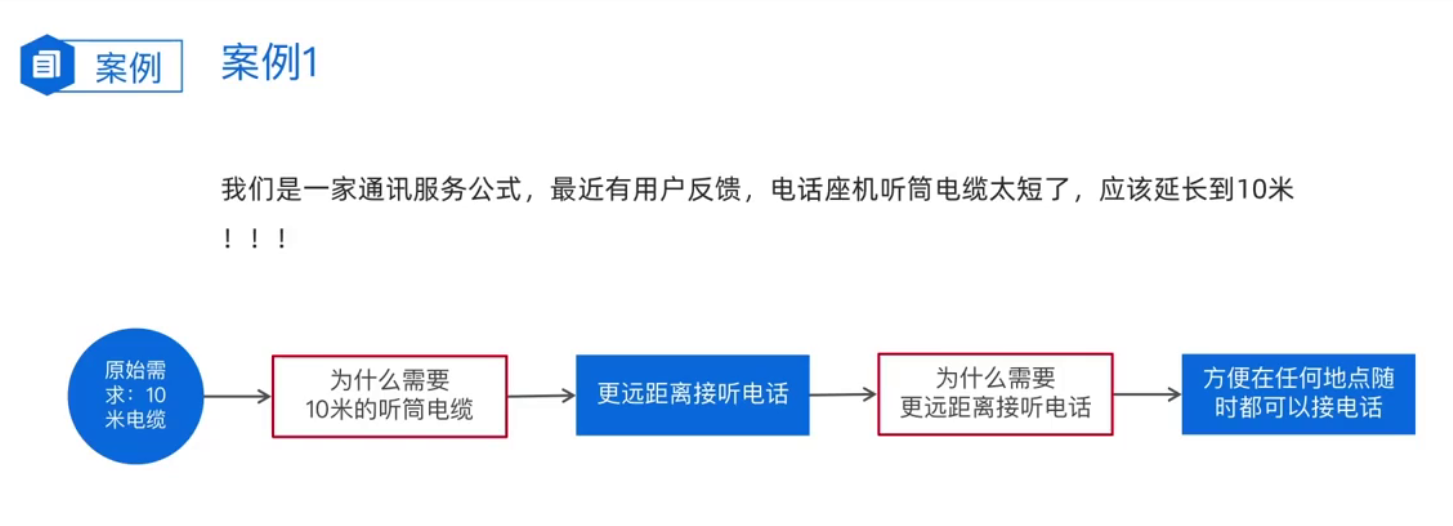 案例
案例1
我们是一家通讯服务公式，最近有用户反馈，电话座机听筒电缆太短了，应该延长到10米
！！！
原始需
求：10
米电缆
为什么需要
10米的听筒电缆
更远距离接听电话
为什么需要
更远距离接听电话
方便在任何地点随
时都可以接电话